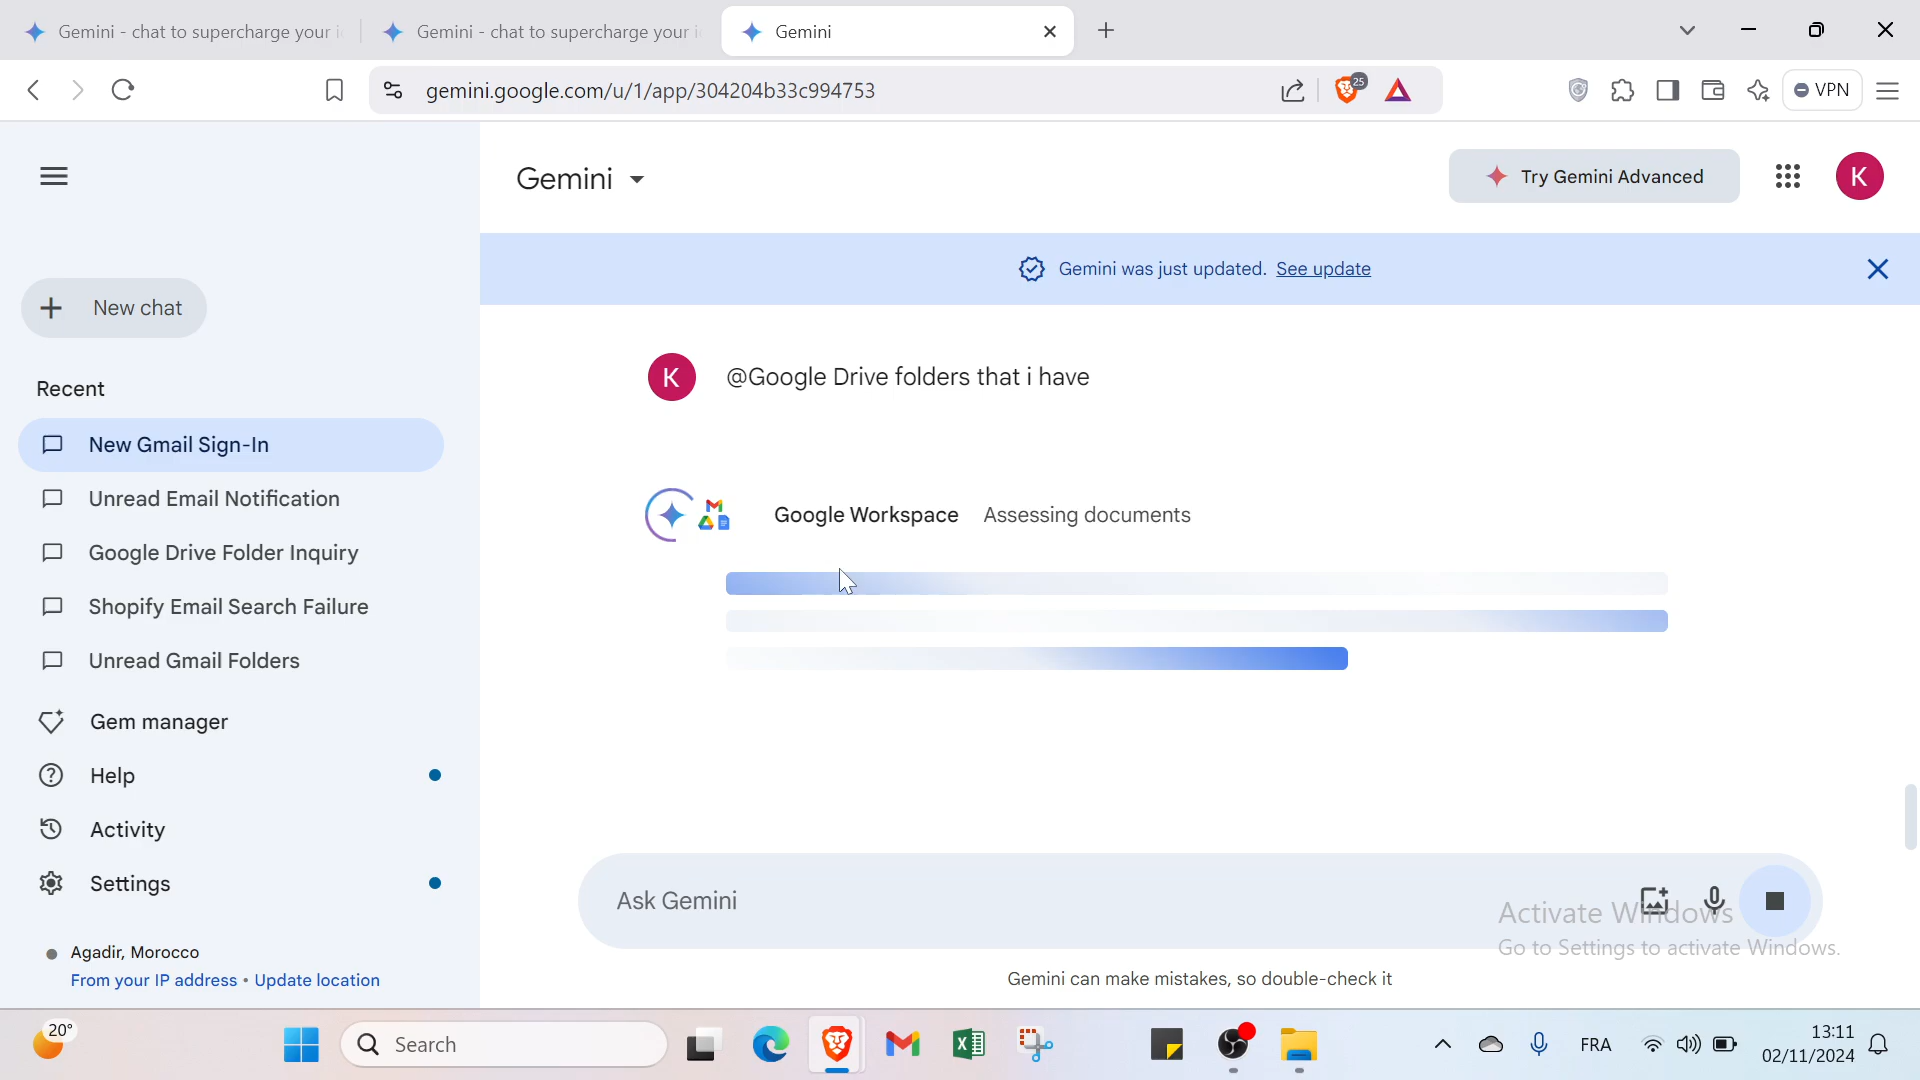 Gemini - chat to supercharge your i
Gemini - chat to supercharge your i
Gemini
gemini.google.com/u/1/app/304204b33c994753
25
VPN
Gemini
Try Gemini Advanced
K
Gemini was just updated. See update
New chat
Recent
New Gmail Sign-In
Unread Email Notification
Google Drive Folder Inquiry
Shopify Email Search Failure
Unread Gmail Folders
Gem manager
Help
Activity
Settings
Agadir, Morocco
From your IP address • Update location
K
@Google Drive folders that i have
Google Workspace Assessing documents
Ask Gemini
Activate Windows
Go to Settings to activate Windows.
Gemini can make mistakes, so double-check it
20°
Search
FRA
13:11
02/11/2024